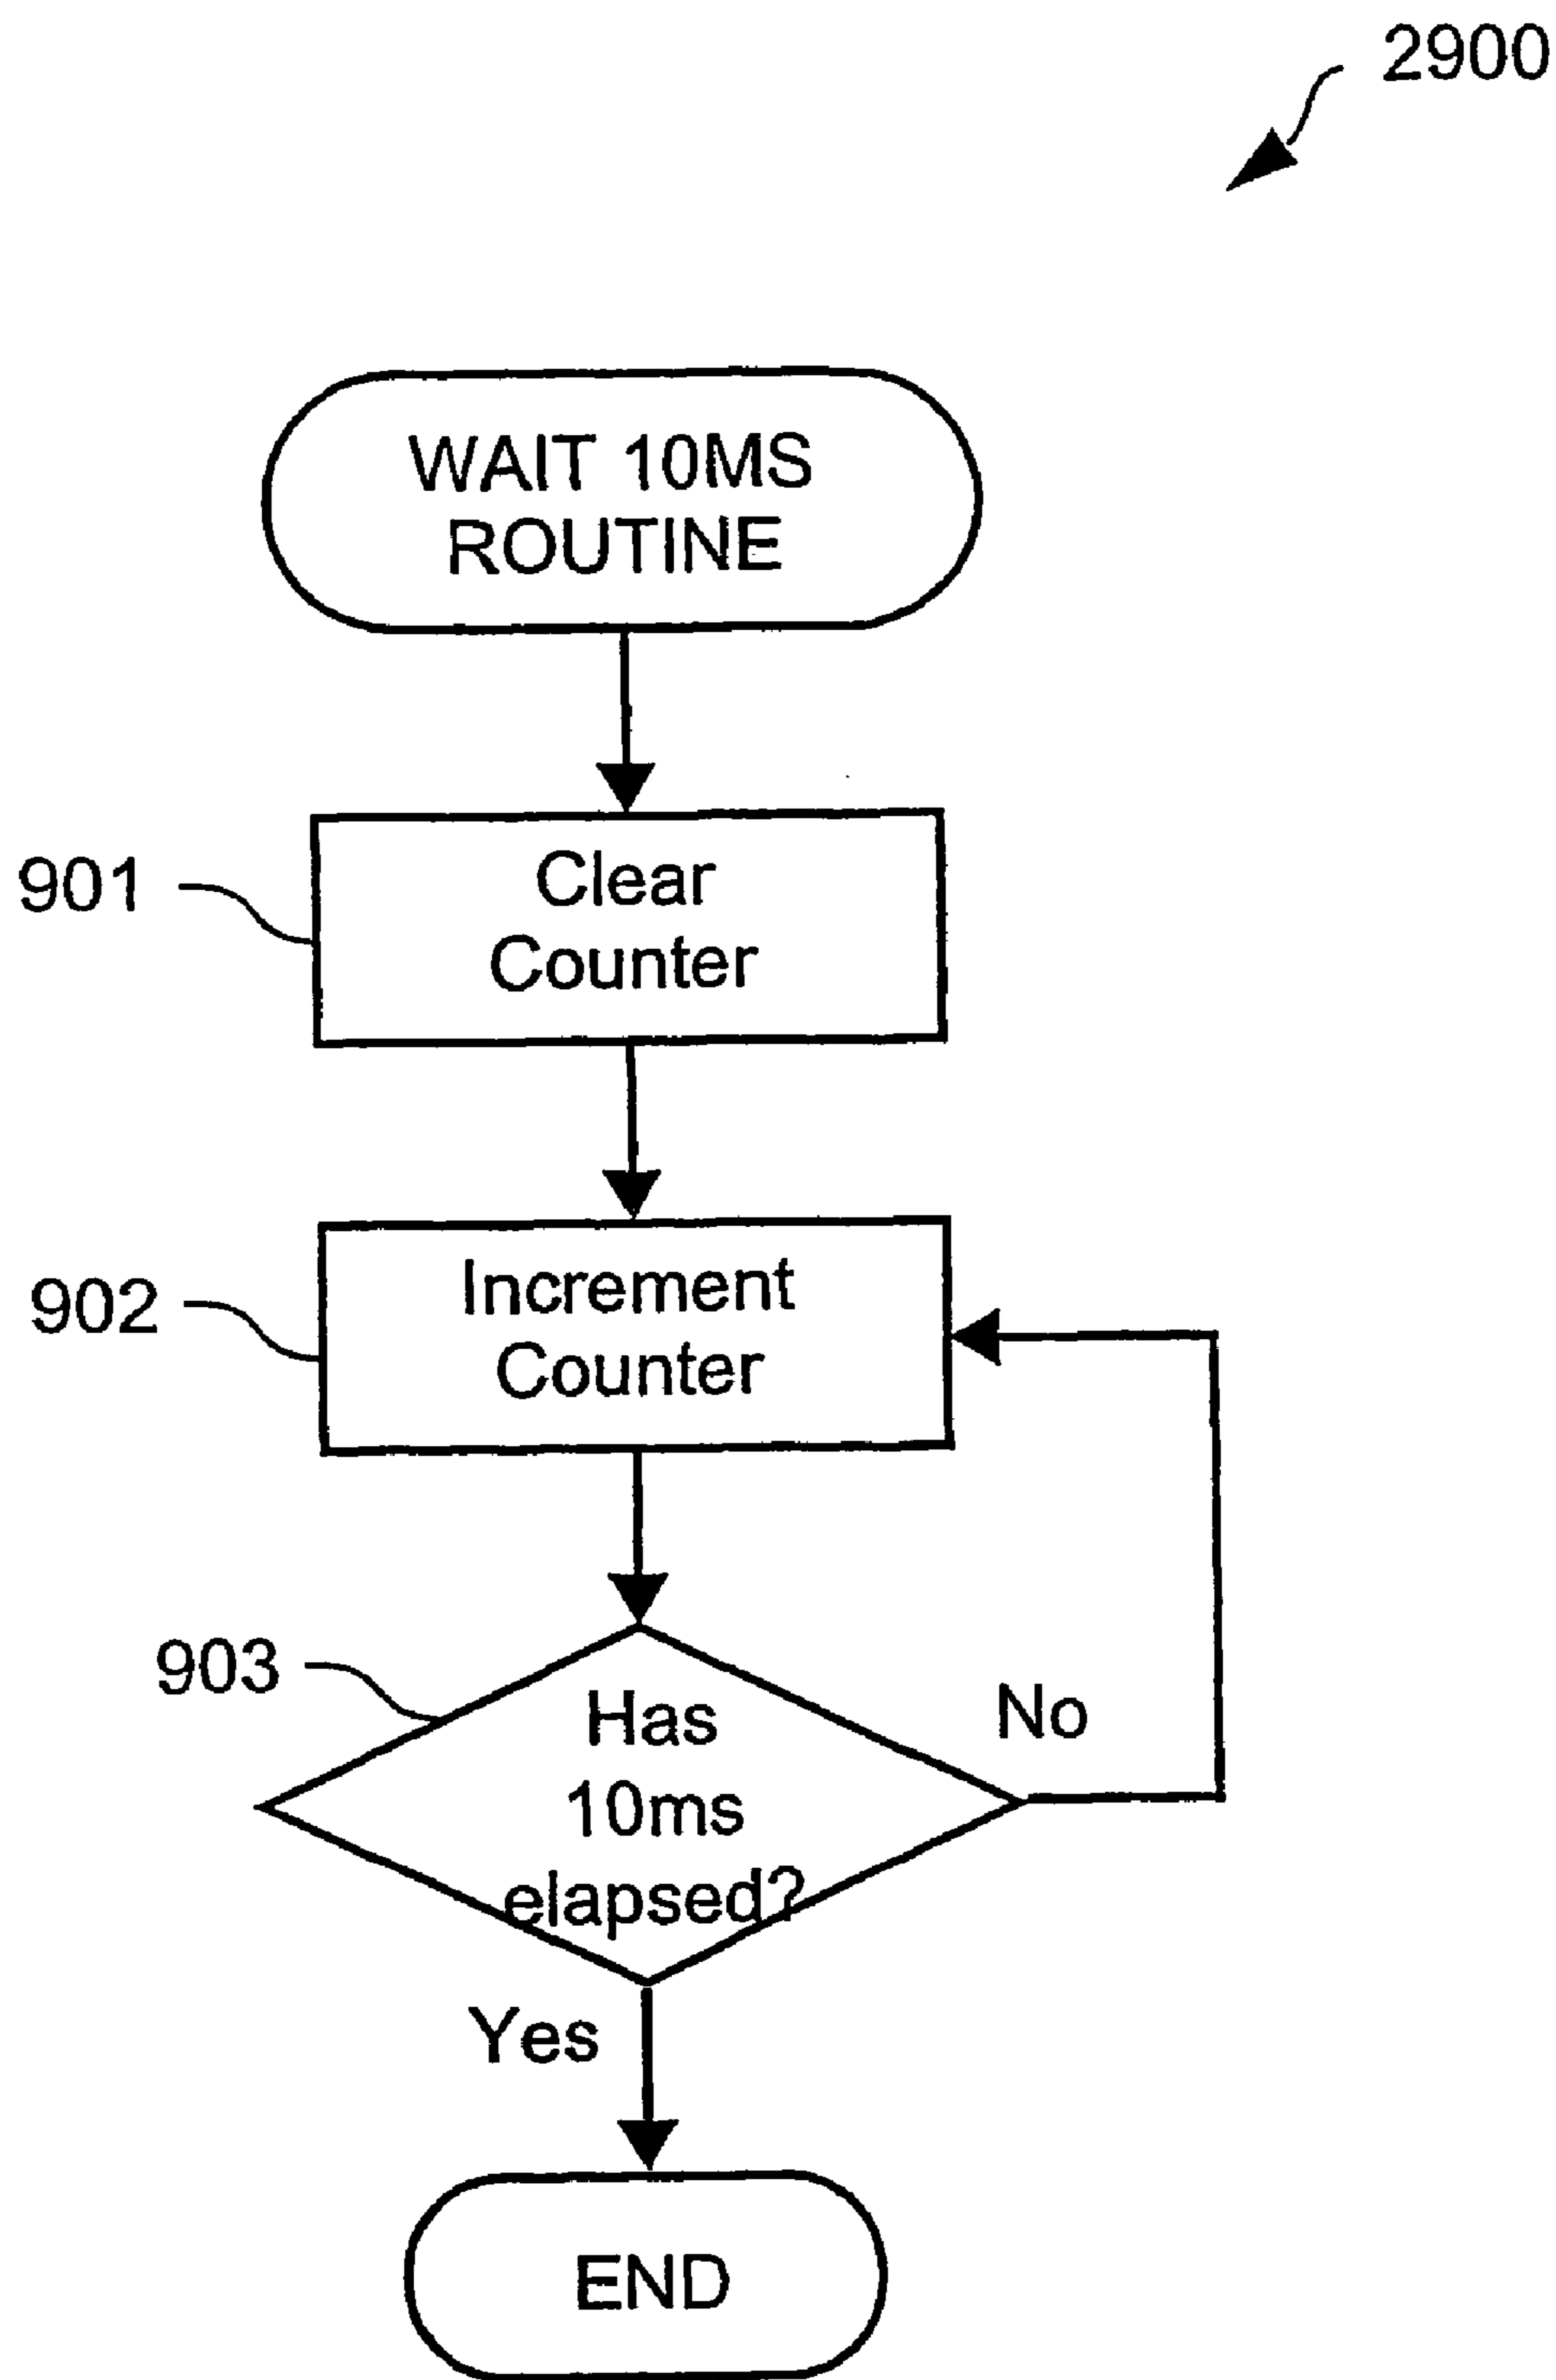 2900
WAIT 10MS
ROUTINE
901
Clear
Counter
902
Increment
Counter
903
Has
10ms
elapsed?
No
Yes
END